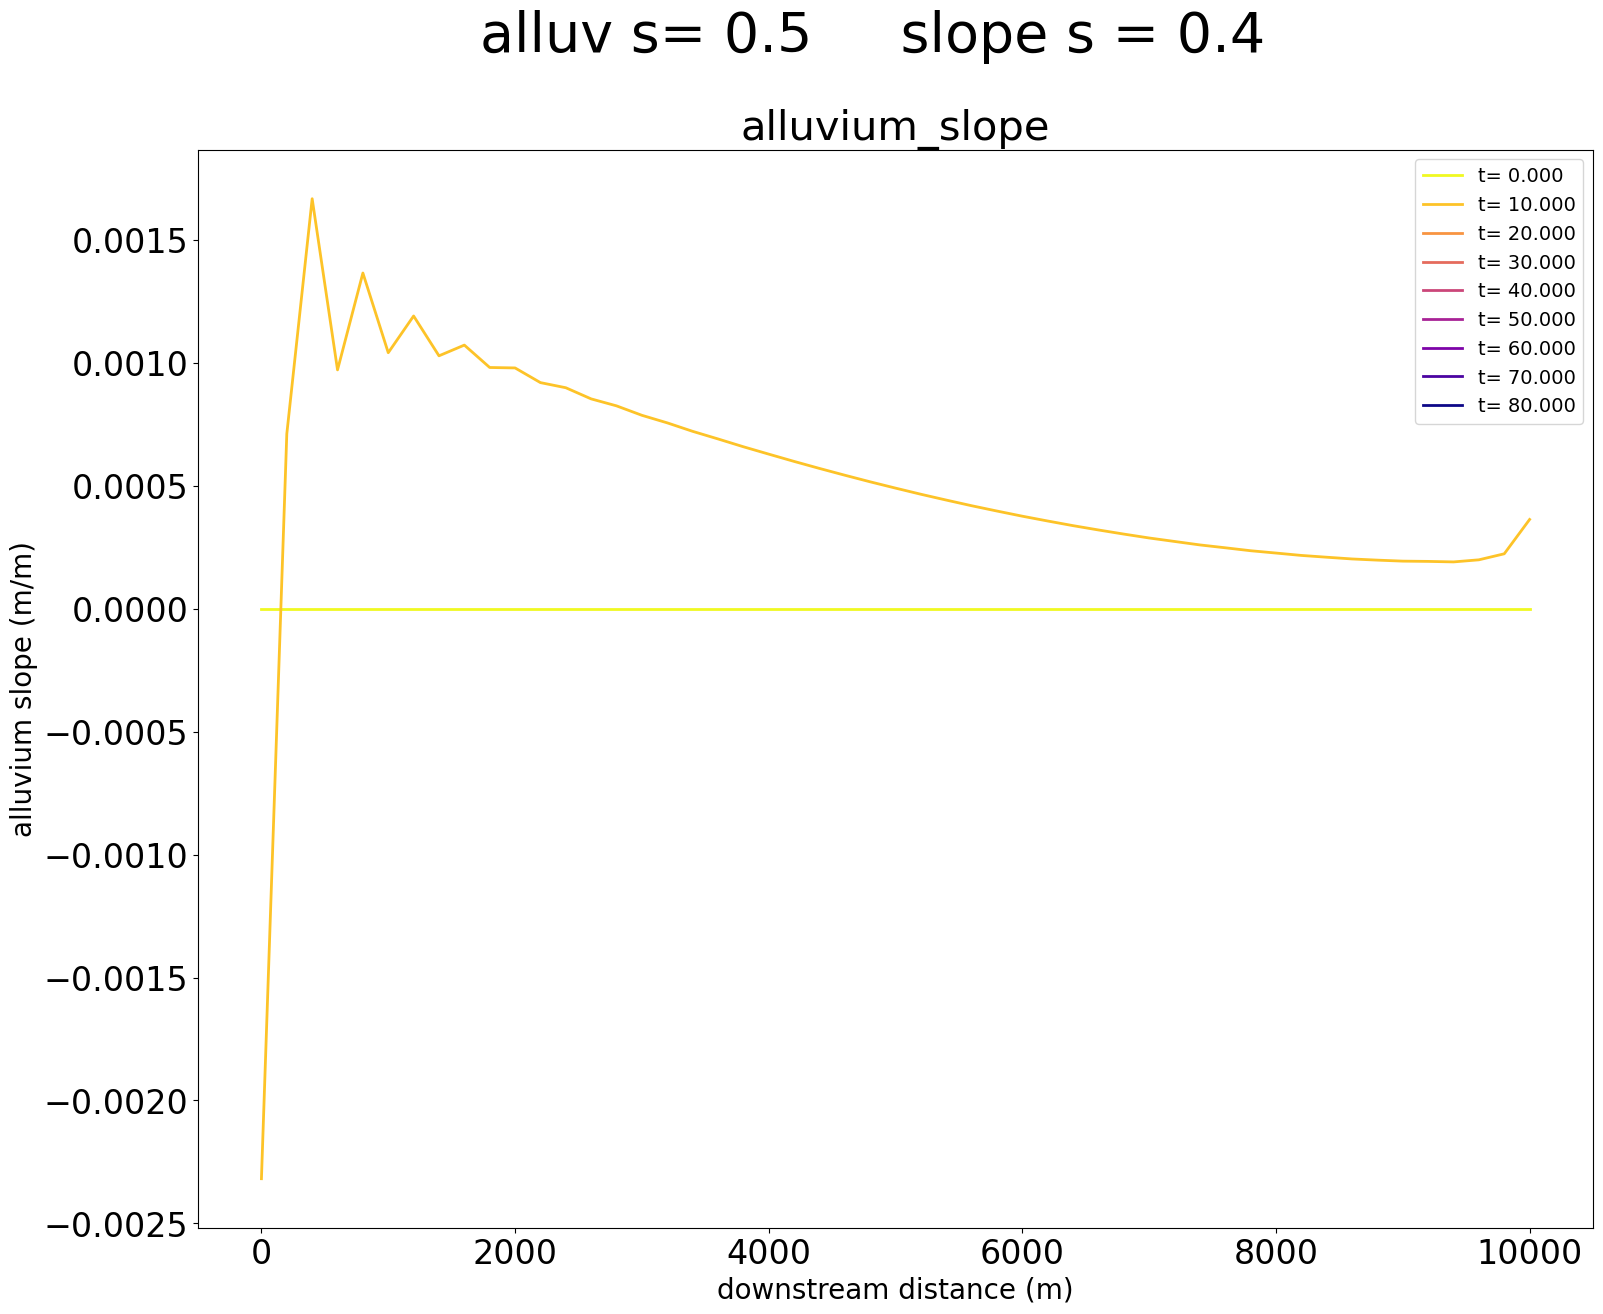 alluv s= 0.5 slope s = 0.4
alluvium_slope
t= 0.000
t= 10.000
t= 20.000
t= 30.000
t= 40.000
t= 50.000
t= 60.000
t= 70.000
t= 80.000
alluvium slope (m/m)
0.0015
0.0010
0.0005
0.0000
−0.0005
−0.0010
−0.0015
−0.0020
−0.0025
0 2000 4000 6000 8000 10000
downstream distance (m)